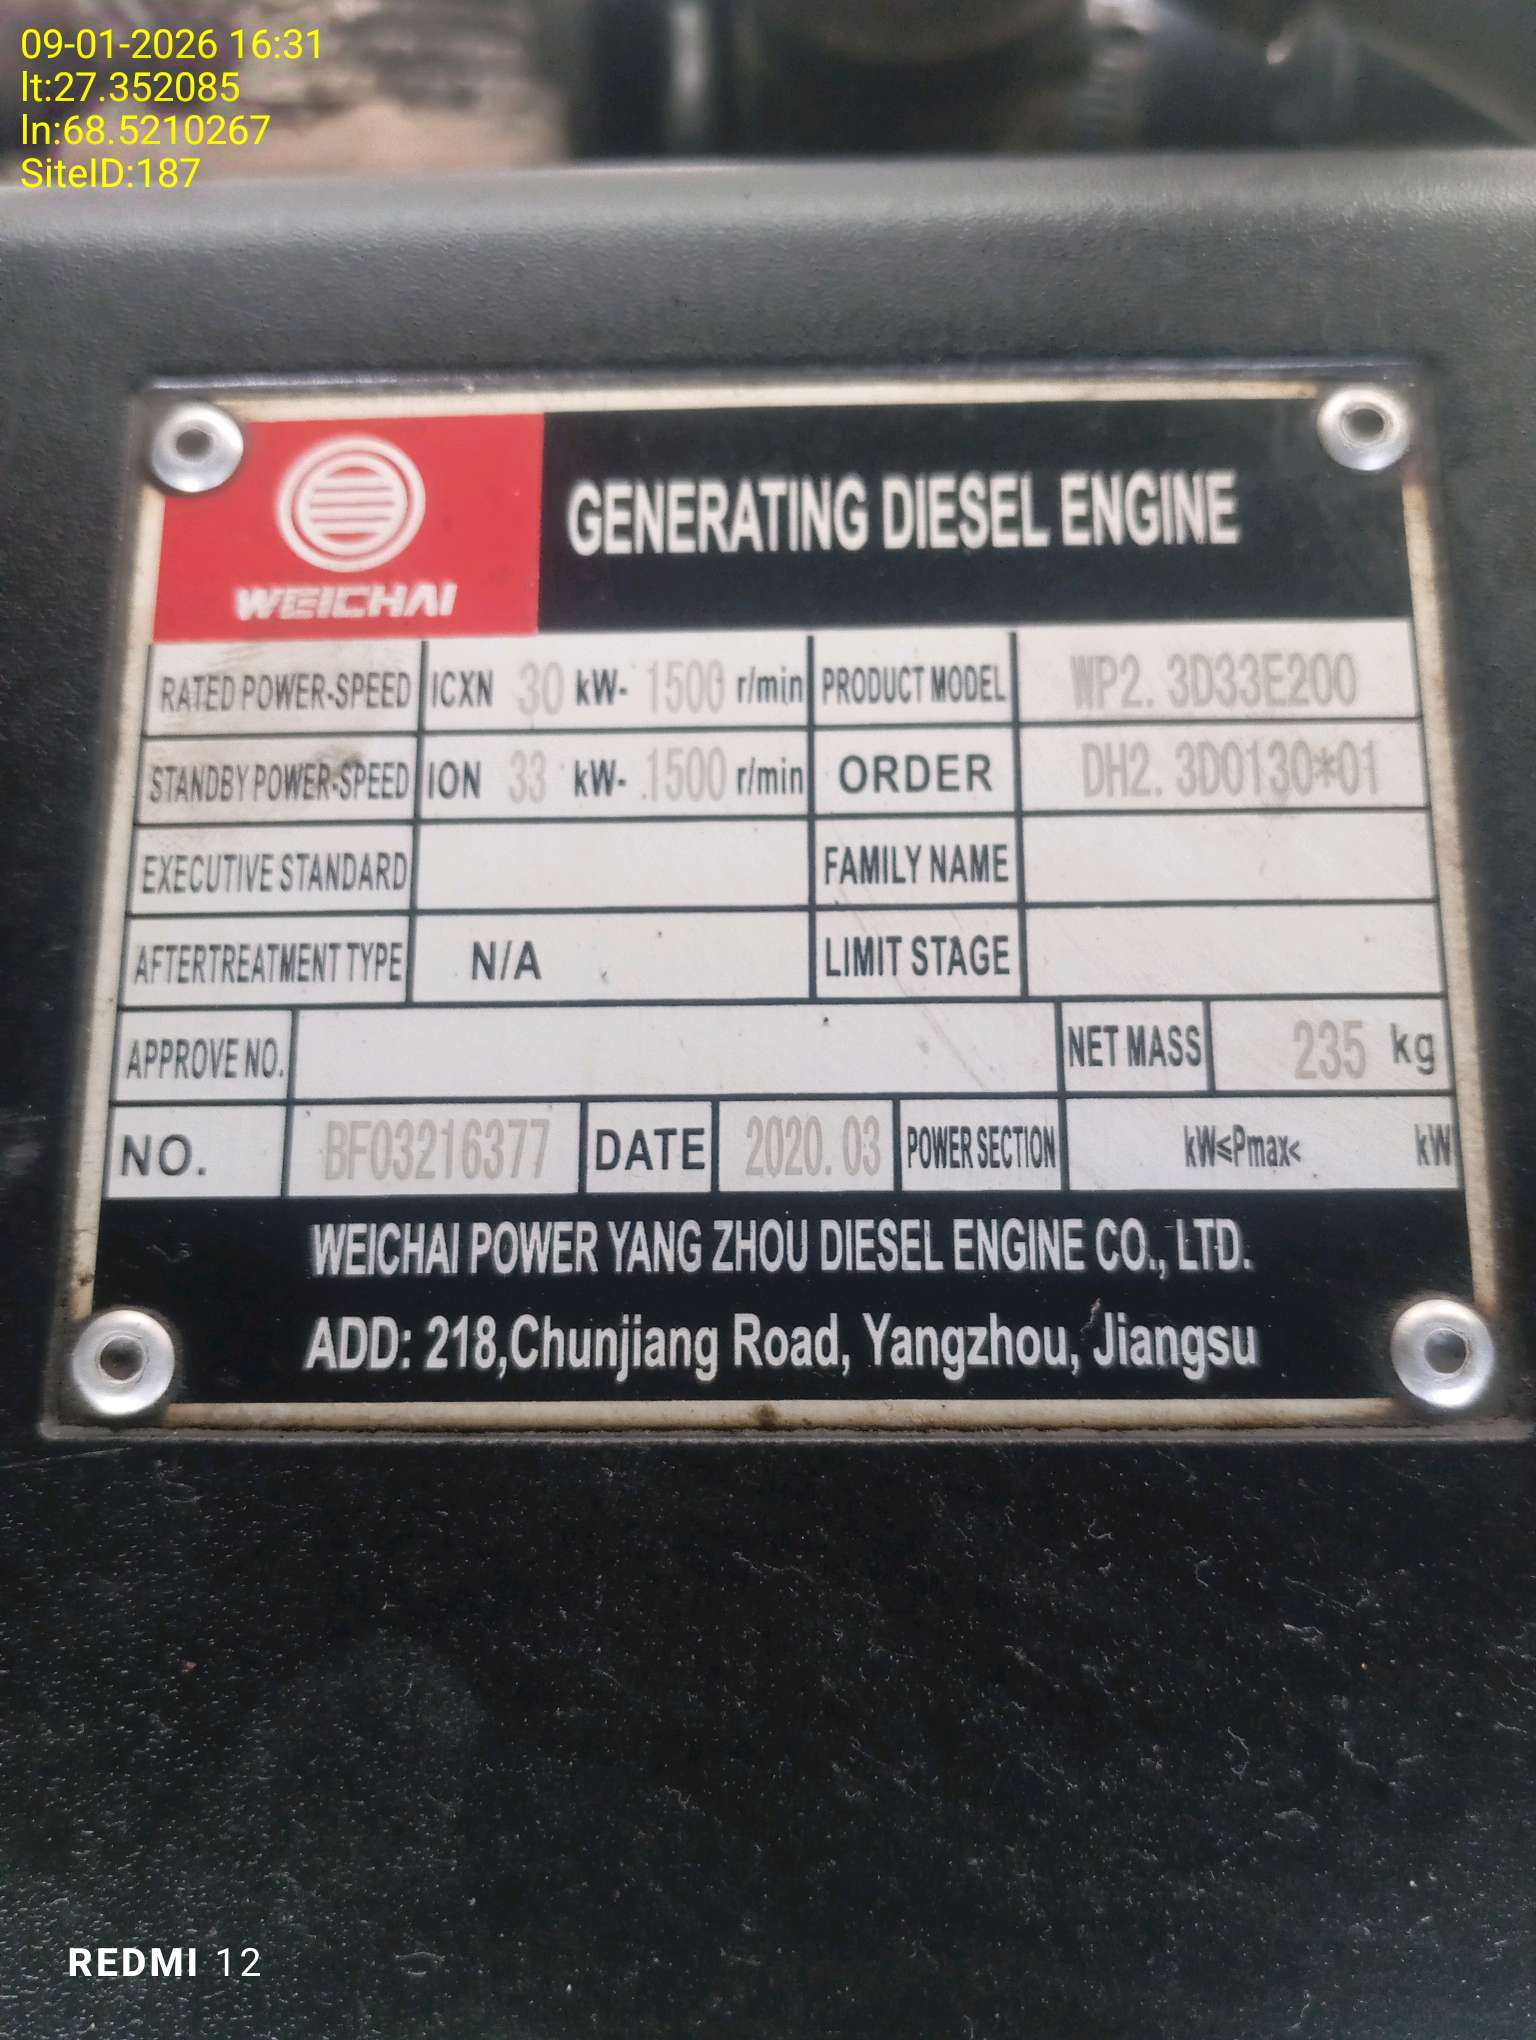 09-01-2026 16:31
lt:27.352085
ln:68.5210267
SiteID:187
WEICHAI
GENERATING DIESEL ENGINE
RATED POWER-SPEED ICXN 30 kW- 1500 r/min PRODUCT MODEL WP2.3D33E200
STANDBY POWER-SPEED ION 33 kW- 1500 r/min ORDER DH2.3D0130*01
EXECUTIVE STANDARD FAMILY NAME
AFTERTREATMENT TYPE N/A LIMIT STAGE
APPROVE NO. NET MASS 235 kg
NO. BF03216377 DATE 2020.03 POWER SECTION kW≤Pmax< kW
WEICHAI POWER YANG ZHOU DIESEL ENGINE CO., LTD.
ADD: 218,Chunjiang Road, Yangzhou, Jiangsu
REDMI 12